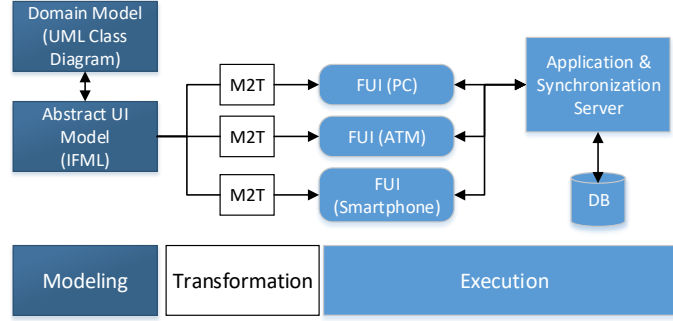 Domain Model
(UML Class
Diagram)
Abstract UI
Model
(IFML)
M2T
FUI (PC)
M2T
FUI (ATM)
M2T
FUI
(Smartphone)
Application &
Synchronization
Server
DB
Modeling
Transformation
Execution